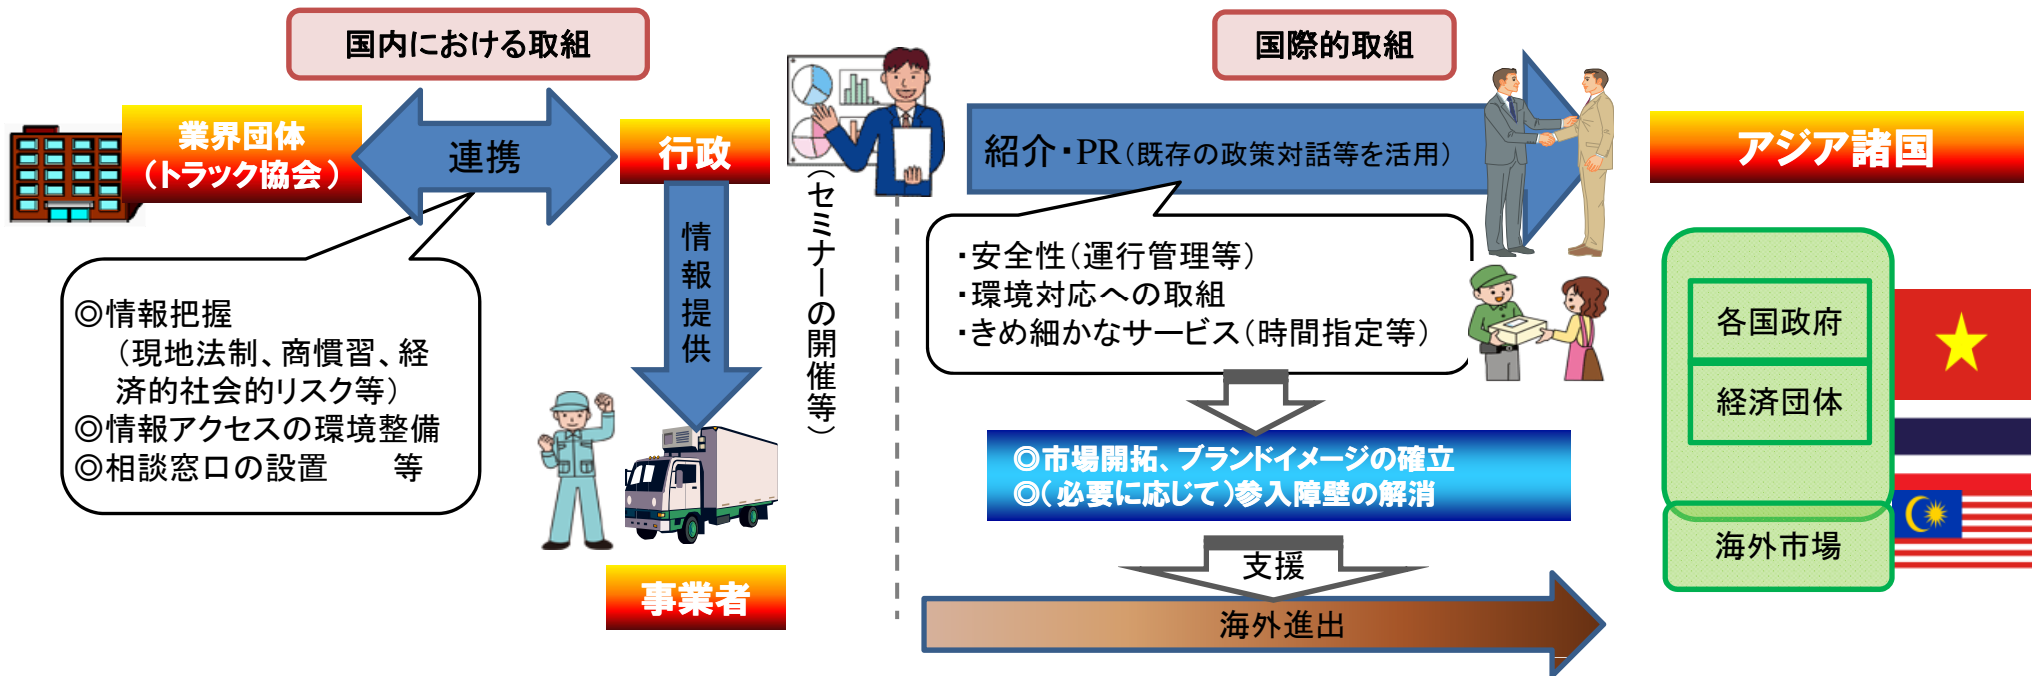 国内における取組
業界団体
（トラック協会）
連携
行政
◎情報把握
（現地法制、商慣習、経
済的社会的リスク等）
◎情報アクセスの環境整備
◎相談窓口の設置　　等
情報提供
事業者
（セミナーの開催等）
国際的取組
紹介・PR（既存の政策対話等を活用）
・安全性（運行管理等）
・環境対応への取組
・きめ細かなサービス（時間指定等）
◎市場開拓、ブランドイメージの確立
◎（必要に応じて）参入障壁の解消
支援
海外進出
アジア諸国
各国政府
経済団体
海外市場